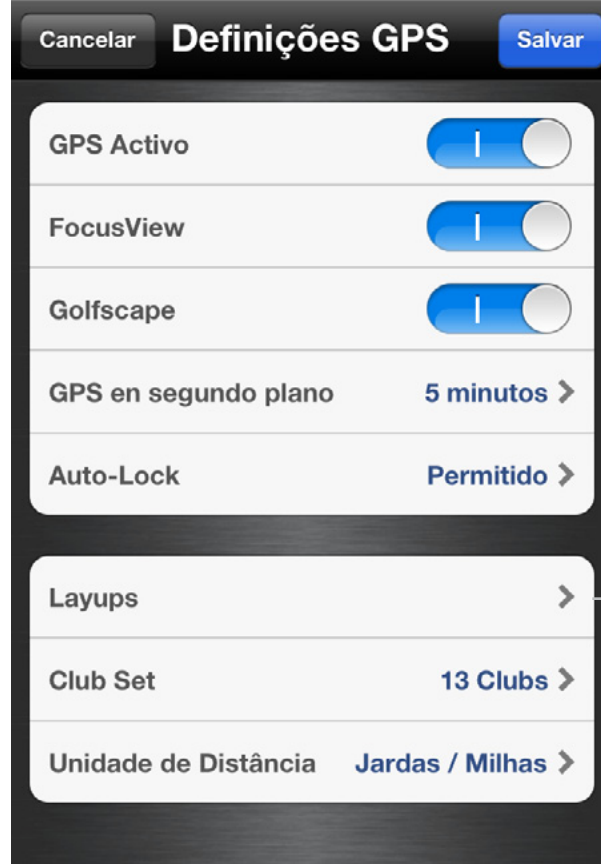 Cancelar Definições GPS Salvar
GPS Activo
FocusView
Golfscape
GPS en segundo plano 5 minutos
Auto-Lock Permitido
Layups
Club Set 13 Clubs
Unidade de Distância Jardas / Milhas